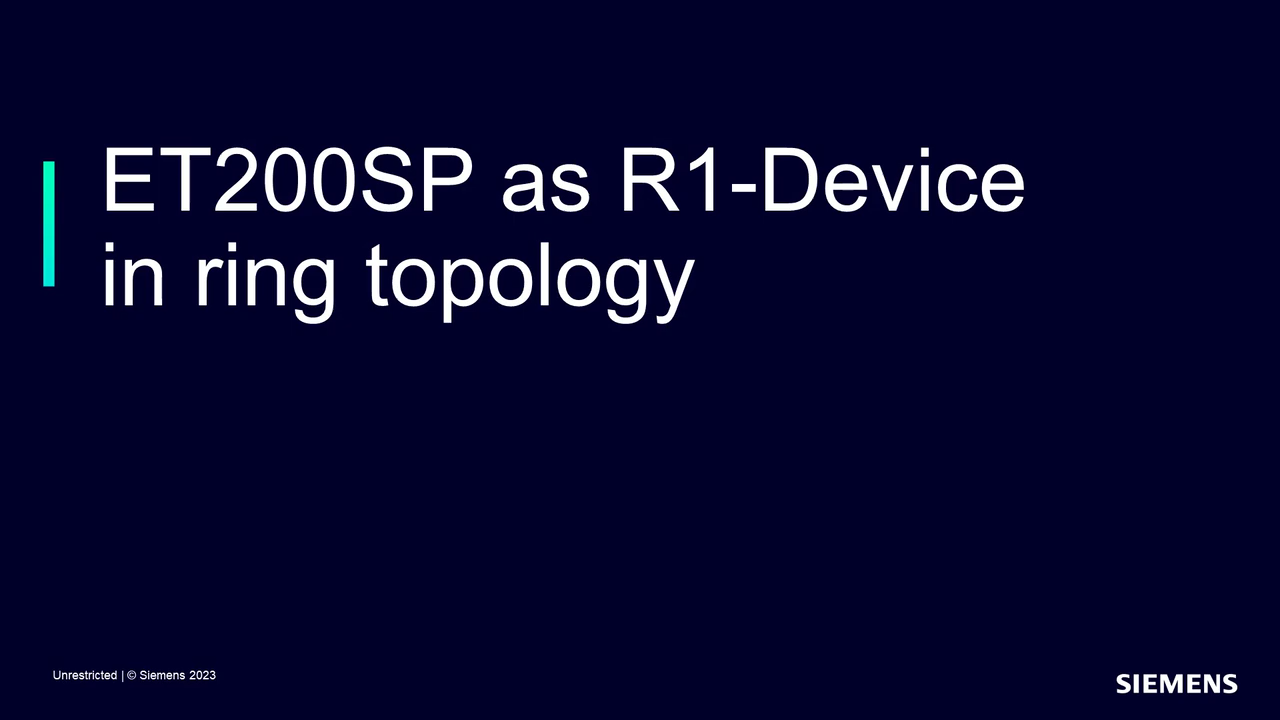 ET200SP as R1-Device
in ring topology
Unrestricted | © Siemens 2023
SIEMENS